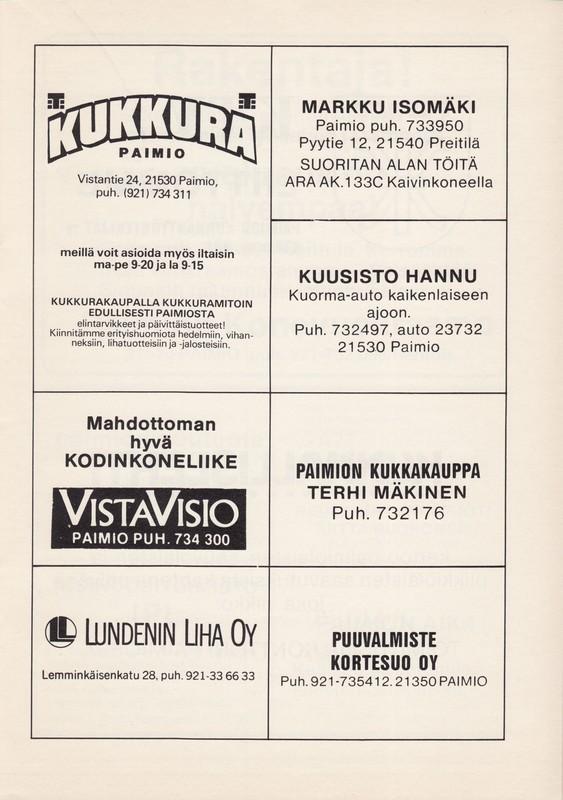 KUKKURA
PAIMIO
Vistantie 24, 21530 Paimio,
puh. (921) 734 311
meillä voit asioida myös iltaisin
ma-pe 9-20 ja la 9-15
KUKKURAKAUPALLA KUKKURAMITOIN
EDULLISESTI PAIMIOSTA
elintarvikkeet ja päivittäistuotteet!
Kiinnitämme erityishuomiota hedelmiin, vihan-
neksiin, lihatuotteisiin ja -jalosteisiin.
MARKKU ISOMÄKI
Paimio puh. 733950
Pyytie 12, 21540 Preitilä
SUORITAN ALAN TÖITÄ
ARA AK.133C Kaivinkoneella
KUUSISTO HANNU
Kuorma-auto kaikenlaiseen
ajoon.
Puh. 732497, auto 23732
21530 Paimio
Mahdottoman
hyvä
KODINKONELIIKE
VISTAVISIO
PAIMIO PUH. 734 300
PAIMION KUKKAKAUPPA
TERHI MÄKINEN
Puh. 732176
LUNDENIN LIHA OY
Lemminkäisenkatu 28, puh. 921-33 66 33
PUUVALMISTE
KORTESUO OY
Puh. 921-735412. 21350 PAIMIO